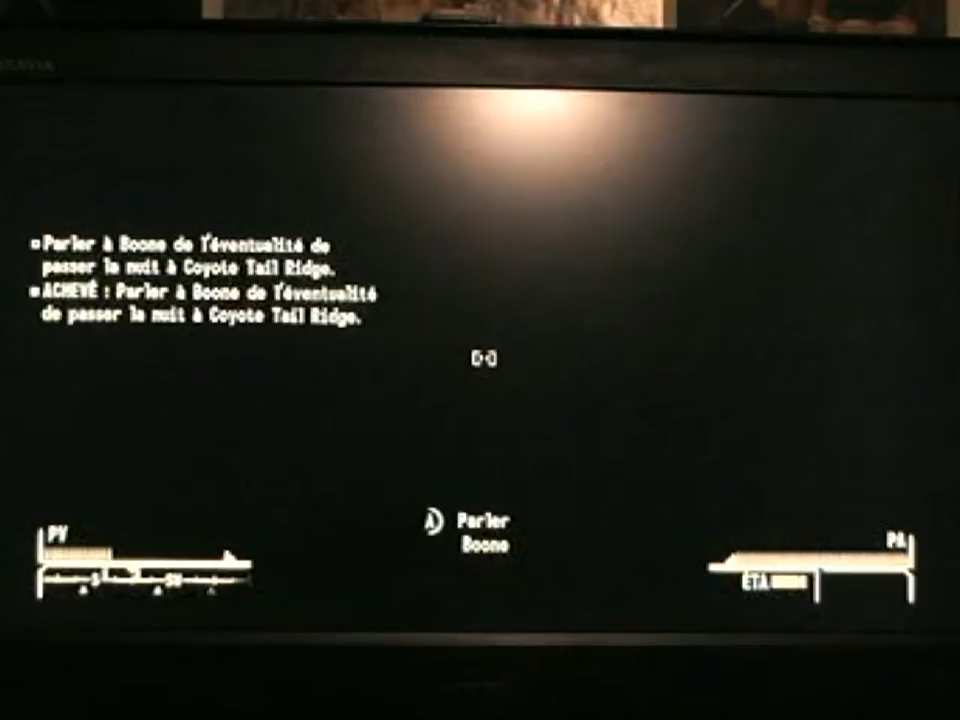 Parler à Boone de l'éventualité de
passer la nuit à Coyote Tail Ridge.
ACHEVÉ : Parler à Boone de l'éventualité
de passer la nuit à Coyote Tail Ridge.
A) Parler
Boone
PV
PA
S
SO
ÉTA